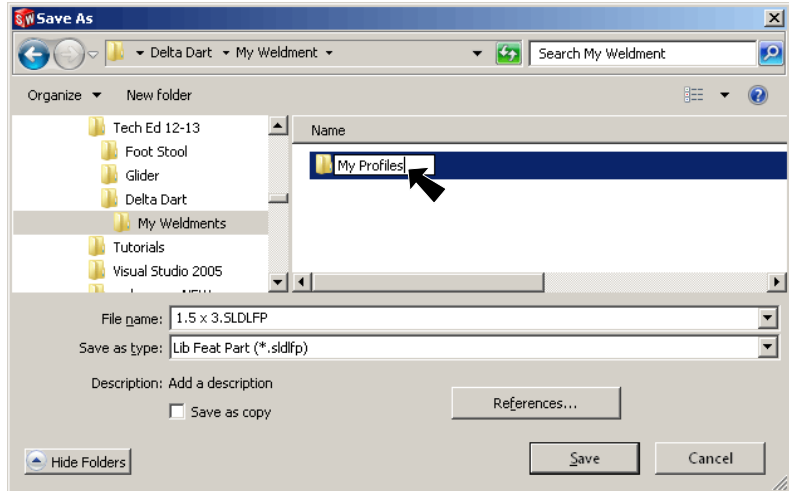 SW Save As
Delta Dart My Weldment
Search My Weldment
Organize New folder
Tech Ed 12-13
Foot Stool
Glider
Delta Dart
My Weldments
Tutorials
Visual Studio 2005
Name
My Profiles
File name: 1.5 x 3.SLDLFP
Save as type: Lib Feat Part (*.sldlfp)
Description: Add a description
Save as copy
References...
Hide Folders
Save Cancel